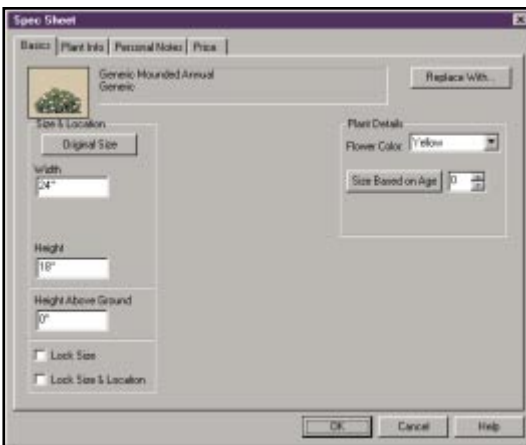 Spec Sheet
Basics Plant Info Personal Notes Price
Generic Mounded Annual
Generic
Replace With...
Size & Location
Original Size
Width
24"
Height
18"
Height Above Ground
0"
Lock Size
Lock Size & Location
Plant Details
Flower Color: Yellow
Size Based on Age 0
OK Cancel Help